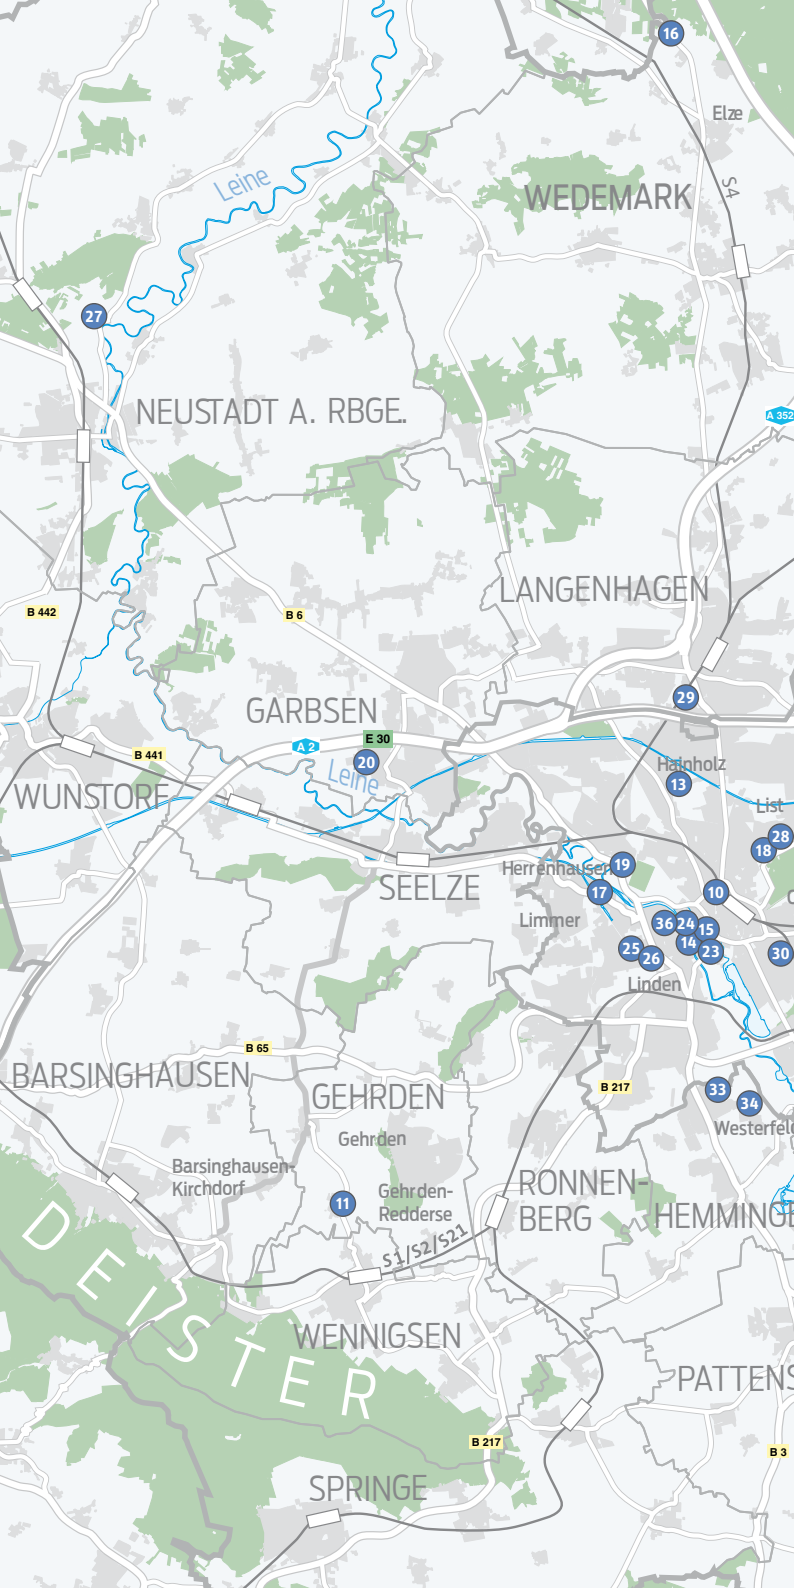 16
Elze
Leine
WEDEMARK
S4
27
NEUSTADT A. RBGE.
A 352
LANGENHAGEN
B 442
B 6
29
GARBSEN
E 30
A 2
20
B 441
Leine
Hainholz
13
WUNSTORF
List
28
18
Herrenhausen
19
SEELZE
17
10
Limmer
36
24
15
25
14
26
23
30
Linden
B 65
BARSINGHAUSEN
B 217
GEHRDEN
33
34
Westerfel
Gehrden
Barsinghausen-
Kirchdorf
Gehrden-
Redderse
11
RONNEN-
BERG
HEMMINGE
DEISTER
S1/S2/S21
WENNIGSEN
PATTENS
B 217
B 3
SPRINGE